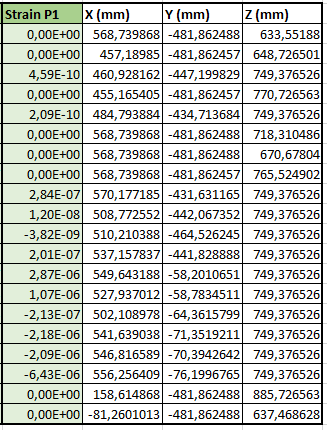 Strain P1 X (mm) Y (mm) Z (mm)
0,00E+00 568,739868 -481,862488 633,55188
0,00E+00 457,18985 -481,862457 648,726501
4,59E-10 460,928162 -447,199829 749,376526
0,00E+00 455,165405 -481,862457 770,726563
2,09E-10 484,793884 -434,713684 749,376526
0,00E+00 568,739868 -481,862488 718,310486
0,00E+00 568,739868 -481,862488 670,67804
0,00E+00 568,739868 -481,862457 765,524902
2,84E-07 570,177185 -431,631165 749,376526
1,20E-08 508,772552 -442,067352 749,376526
-3,82E-09 510,210388 -464,526245 749,376526
2,01E-07 537,157837 -441,828888 749,376526
2,87E-06 549,643188 -58,2010651 749,376526
1,07E-06 527,937012 -58,7834511 749,376526
-2,13E-07 502,108978 -64,3615799 749,376526
-2,18E-06 541,639038 -71,3519211 749,376526
-2,09E-06 546,816589 -70,3942642 749,376526
-6,43E-06 556,256409 -76,1996765 749,376526
0,00E+00 158,614868 -481,862488 885,726563
0,00E+00 -81,2601013 -481,862488 637,468628